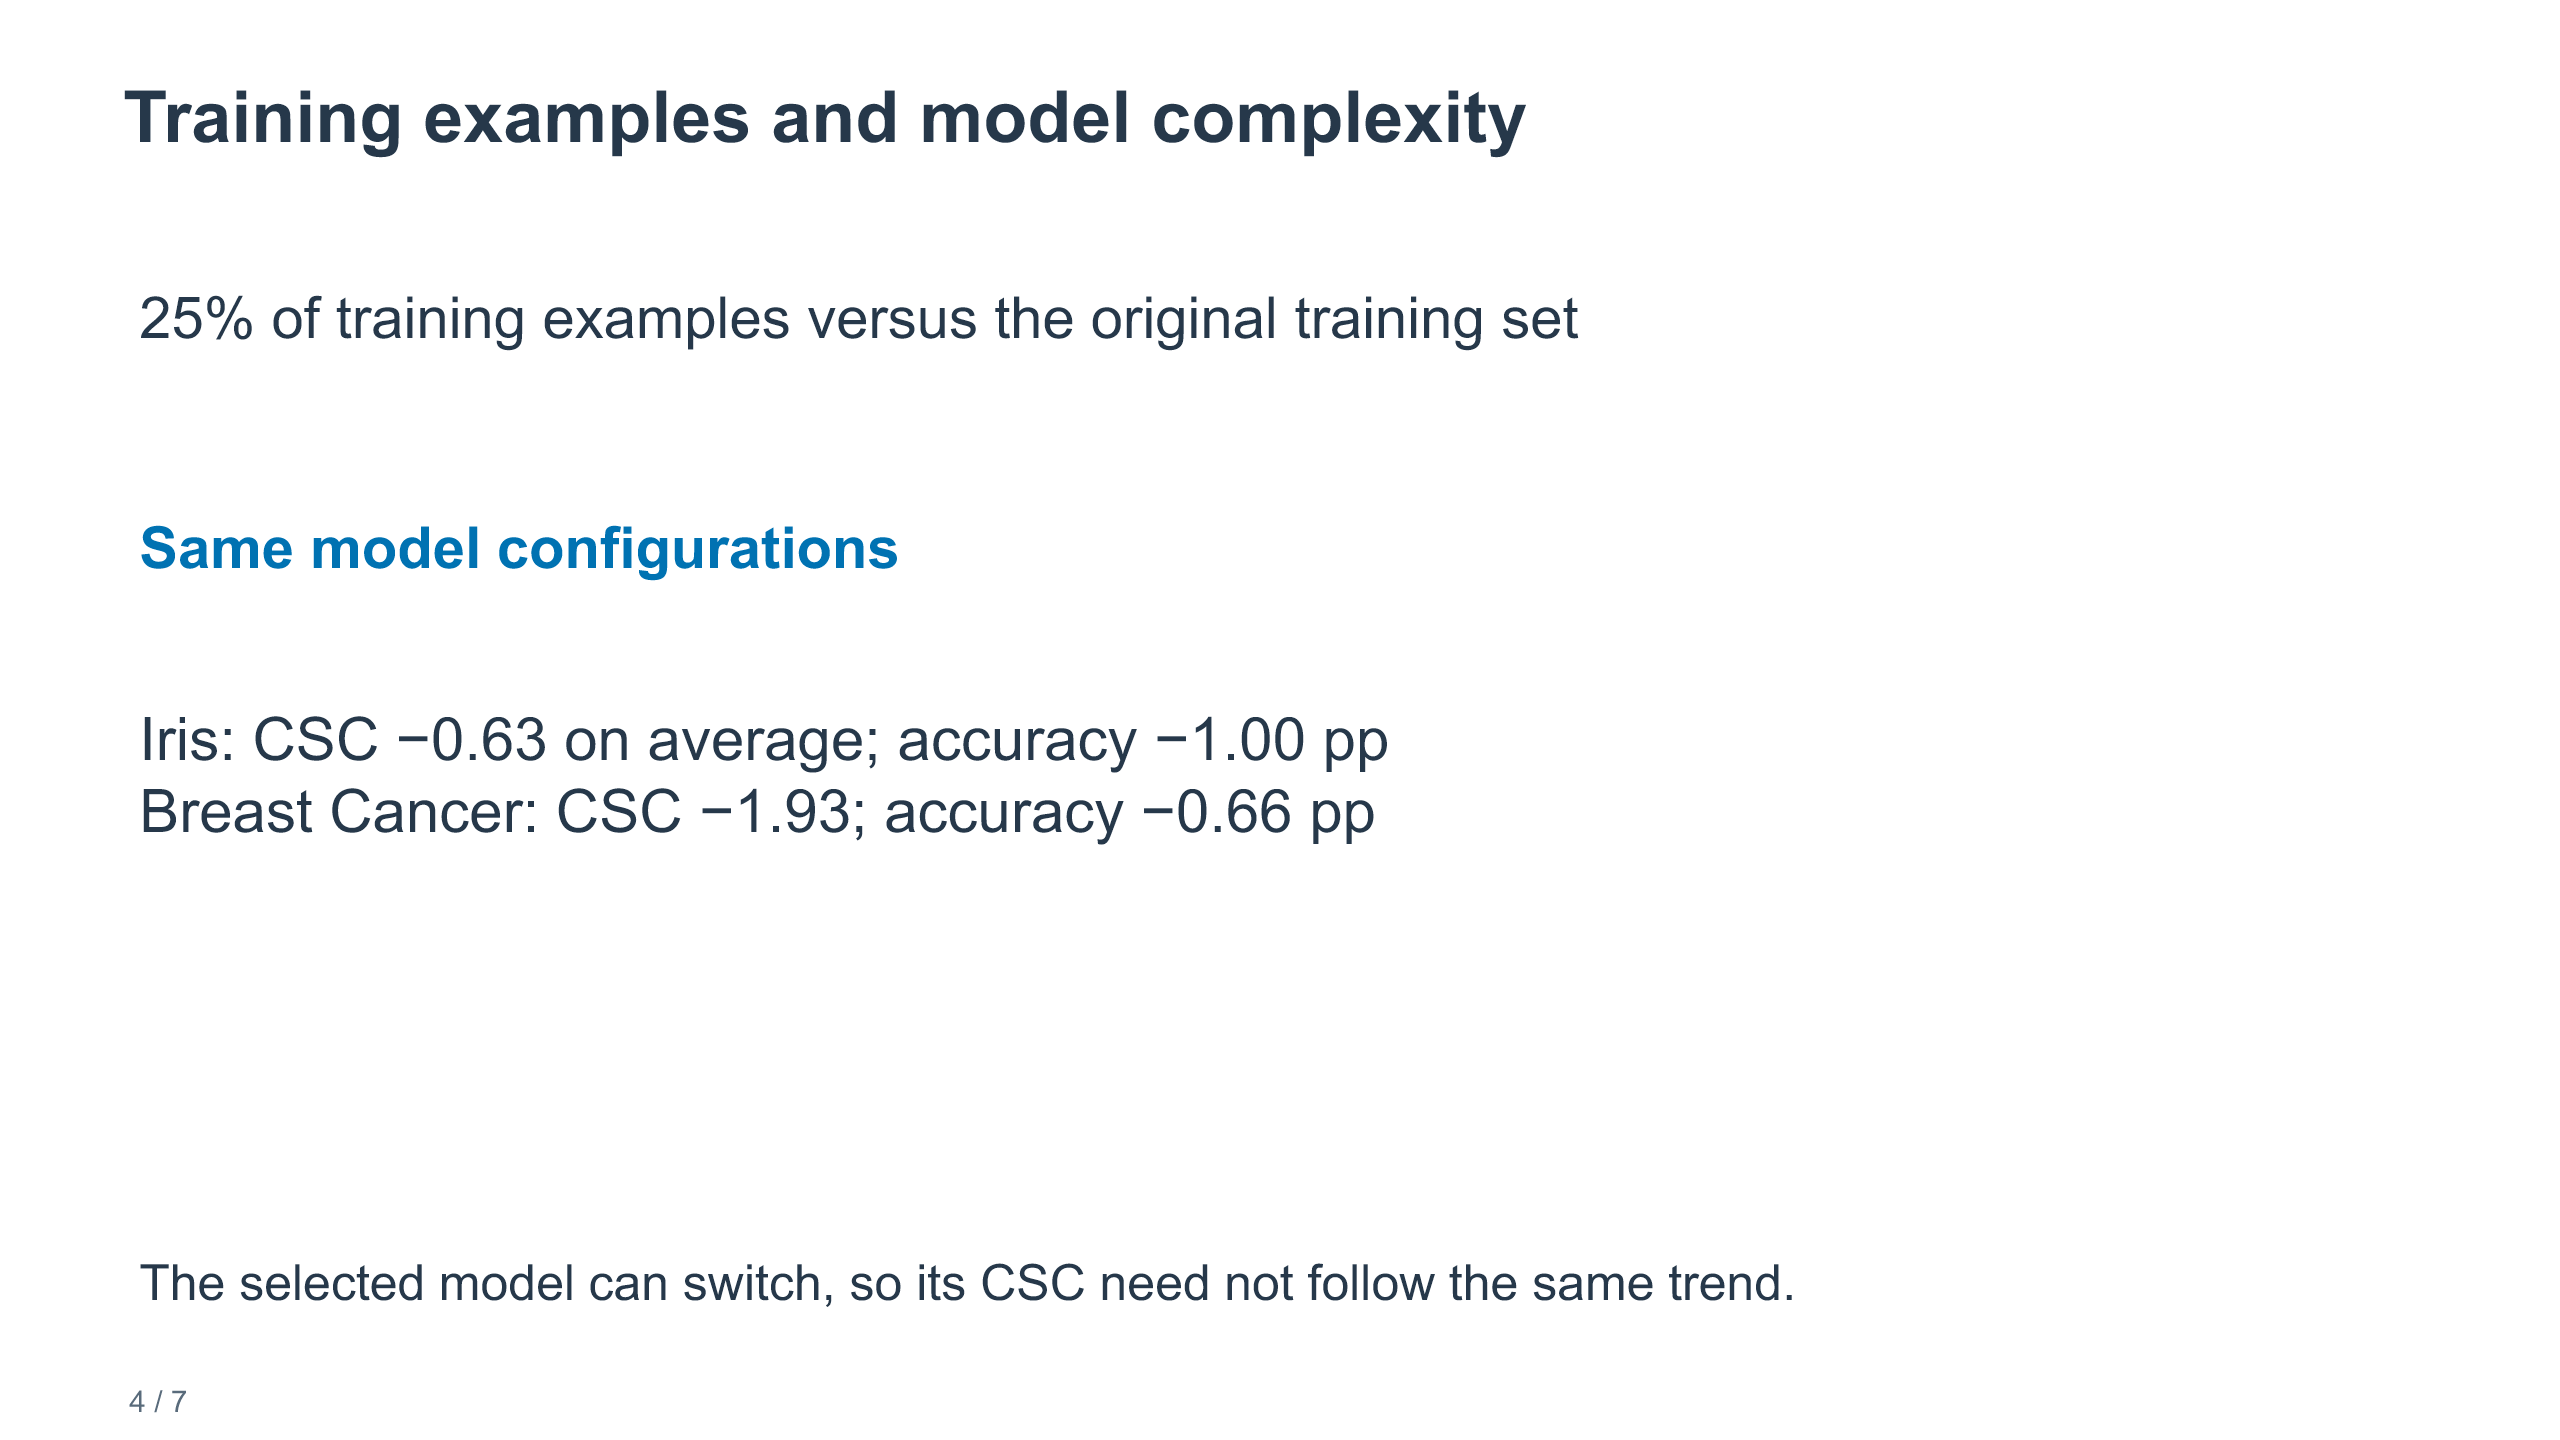 Training examples and model complexity
25% of training examples versus the original training set
Same model configurations
Iris: CSC −0.63 on average; accuracy −1.00 pp
Breast Cancer: CSC −1.93; accuracy −0.66 pp
The selected model can switch, so its CSC need not follow the same trend.
4 / 7